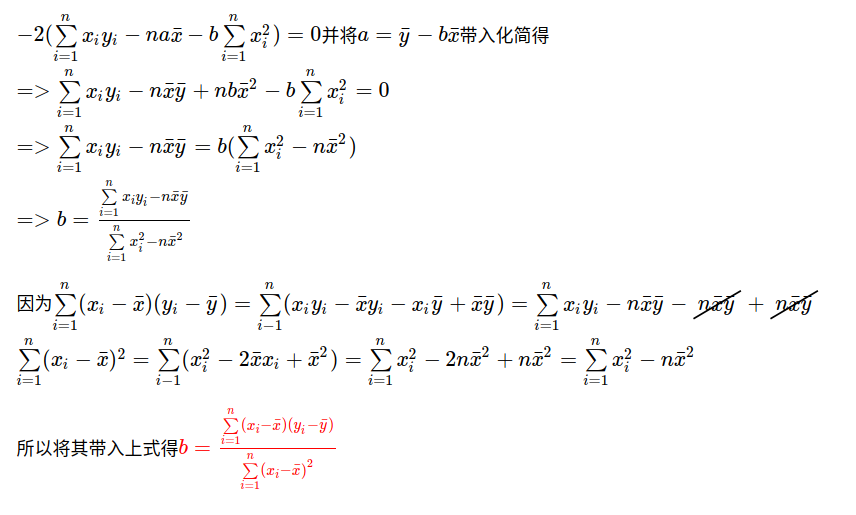 $-2(\sum_{i=1}^{n} x_i y_i - na\bar{x} - b\sum_{i=1}^{n} x_i^2) = 0$并将$a = \bar{y} - b\bar{x}$带入化简得
$=> \sum_{i=1}^{n} x_i y_i - n\bar{x}\bar{y} + nb\bar{x}^2 - b\sum_{i=1}^{n} x_i^2 = 0$
$=> \sum_{i=1}^{n} x_i y_i - n\bar{x}\bar{y} = b(\sum_{i=1}^{n} x_i^2 - n\bar{x}^2)$
$=> b = \frac{\sum_{i=1}^{n} x_i y_i - n\bar{x}\bar{y}}{\sum_{i=1}^{n} x_i^2 - n\bar{x}^2}$
因为$\sum_{i=1}^{n} (x_i - \bar{x})(y_i - \bar{y}) = \sum_{i-1}^{n} (x_i y_i - \bar{x} y_i - x_i \bar{y} + \bar{x}\bar{y}) = \sum_{i=1}^{n} x_i y_i - n\bar{x}\bar{y} - \cancel{n\bar{x}\bar{y}} + \cancel{n\bar{x}\bar{y}}$
$\sum_{i=1}^{n} (x_i - \bar{x})^2 = \sum_{i-1}^{n} (x_i^2 - 2\bar{x} x_i + \bar{x}^2) = \sum_{i=1}^{n} x_i^2 - 2n\bar{x}^2 + n\bar{x}^2 = \sum_{i=1}^{n} x_i^2 - n\bar{x}^2$
所以将其带入上式得$b = \frac{\sum_{i=1}^{n} (x_i - \bar{x})(y_i - \bar{y})}{\sum_{i=1}^{n} (x_i - \bar{x})^2}$